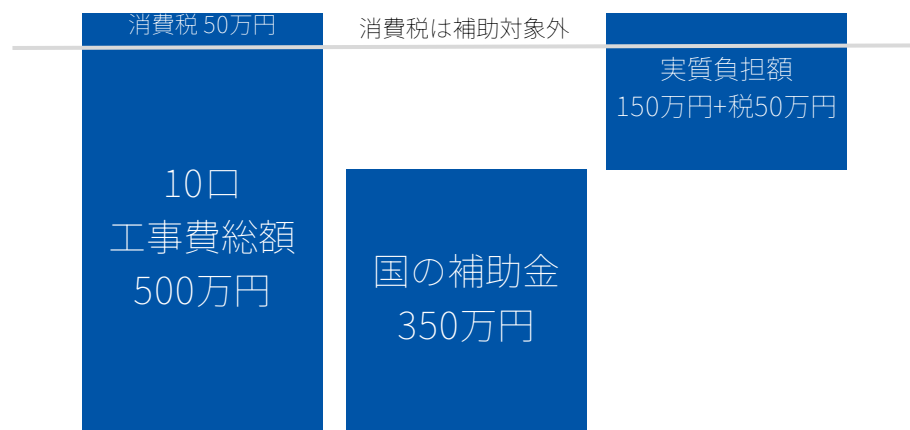 消費税 50万円
消費税は補助対象外
実質負担額
150万円+税50万円
10口
工事費総額
500万円
国の補助金
350万円